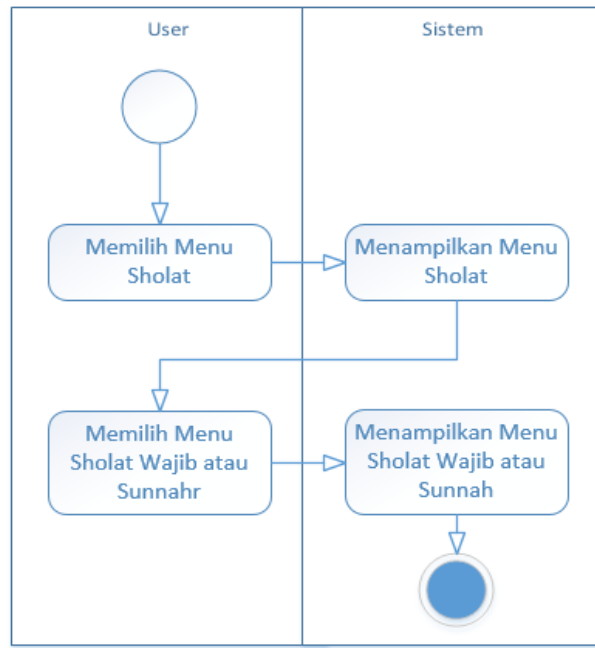 User
Sistem
Memilih Menu
Sholat
Menampilkan Menu
Sholat
Memilih Menu
Sholat Wajib atau
Sunnahr
Menampilkan Menu
Sholat Wajib atau
Sunnah